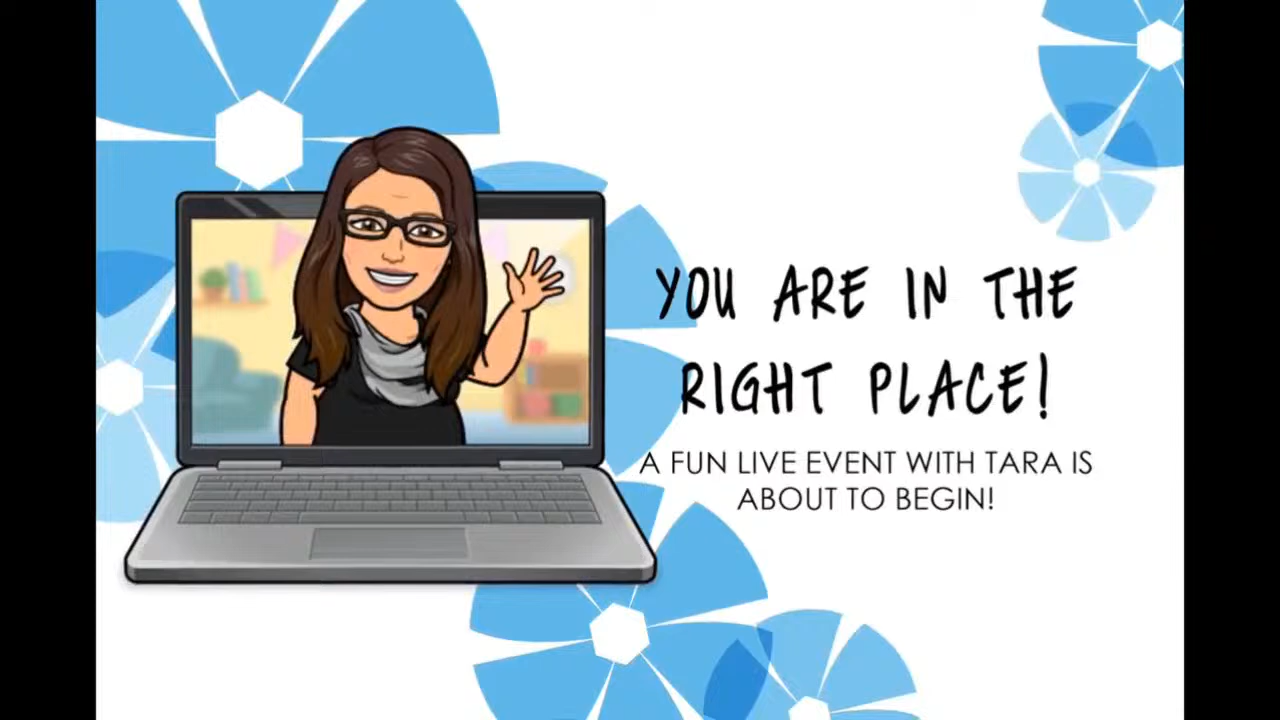 YOU ARE IN THE
RIGHT PLACE!
A FUN LIVE EVENT WITH TARA IS
ABOUT TO BEGIN!